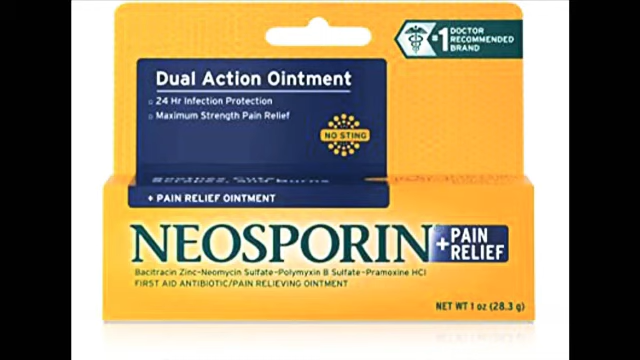 #1 DOCTOR
RECOMMENDED
BRAND
Dual Action Ointment
24 Hr Infection Protection
Maximum Strength Pain Relief
NO STING
+ PAIN RELIEF OINTMENT
NEOSPORIN® + PAIN
RELIEF
Bacitracin Zinc–Neomycin Sulfate–Polymyxin B Sulfate–Pramoxine HCl
FIRST AID ANTIBIOTIC/PAIN RELIEVING OINTMENT
NET WT 1 oz (28.3 g)